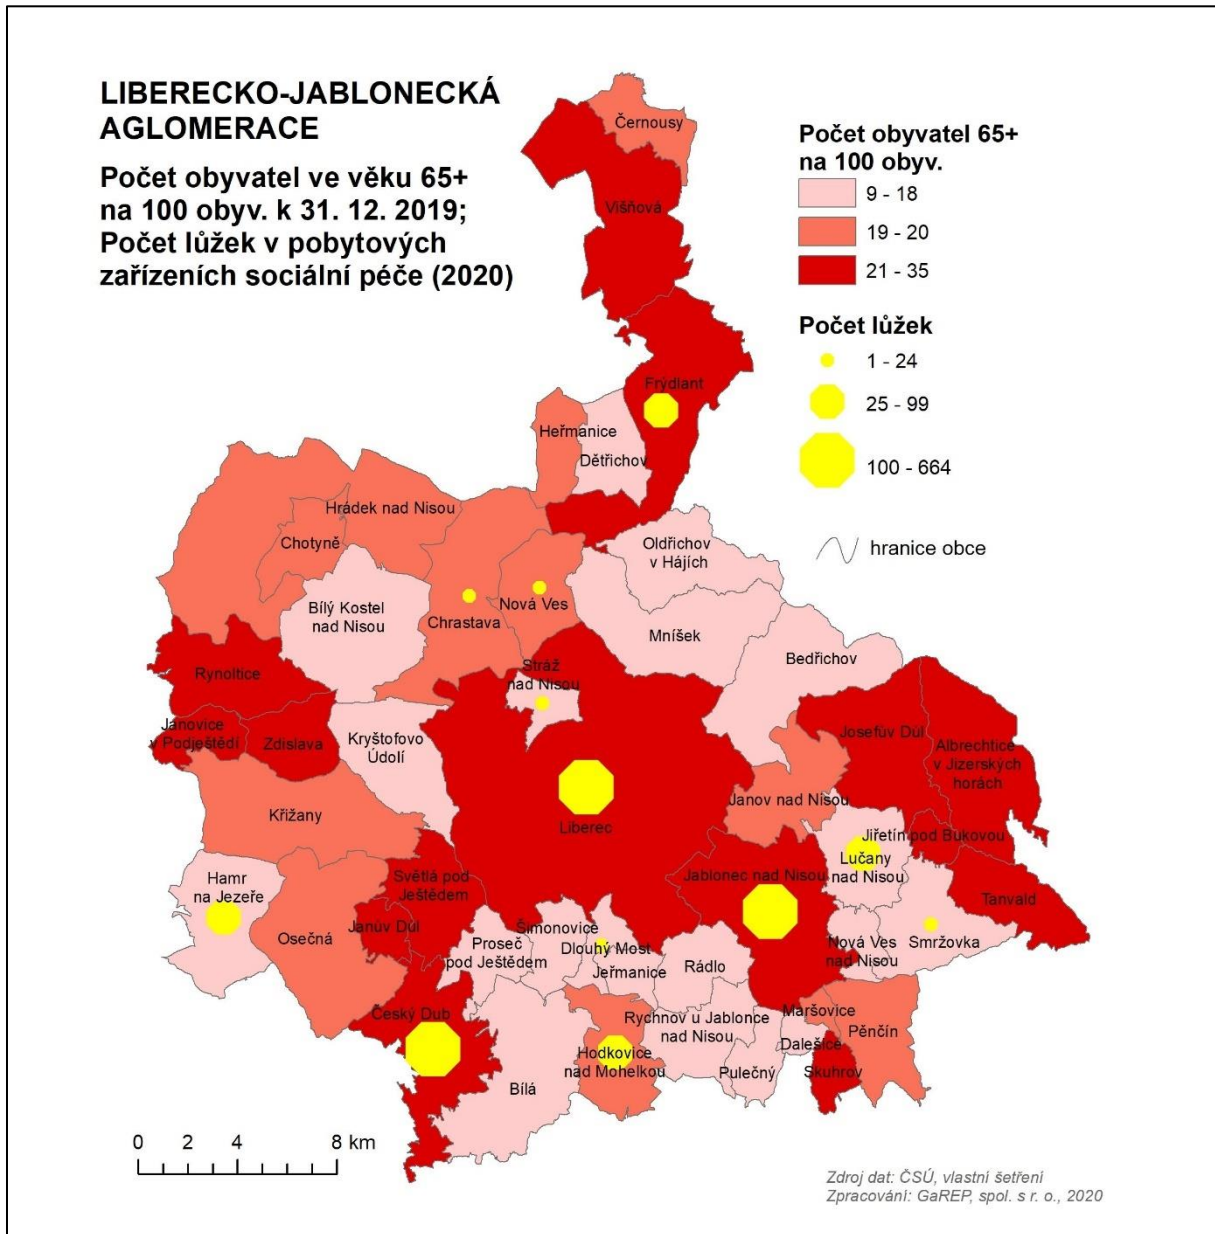 LIBERECKO-JABLONECKÁ
AGLOMERACE
Počet obyvatel ve věku 65+
na 100 obyv. k 31. 12. 2019;
Počet lůžek v pobytových
zařízeních sociální péče (2020)
Počet obyvatel 65+
na 100 obyv.
9 - 18
19 - 20
21 - 35
Počet lůžek
1 - 24
25 - 99
100 - 664
hranice obce
Černousy
Višňová
Frýdlant
Heřmanice
Dětřichov
Hrádek nad Nisou
Chotyně
Oldřichov
v Hájích
Bílý Kostel
nad Nisou
Chrastava
Nová Ves
Mníšek
Bedřichov
Rynoltice
Stráž
nad Nisou
Janovice
v Podještědí
Zdislava
Kryštofovo
Údolí
Josefův Důl
Albrechtice
v Jizerských
horách
Křižany
Liberec
Janov nad Nisou
Jiřetín pod Bukovou
Lučany
nad Nisou
Hamr
na Jezeře
Světlá pod
Ještědem
Jablonec nad Nisou
Tanvald
Osečná
Janův Důl
Šimonovice
Proseč
pod Ještědem
Dlouhý Most
Jeřmanice
Rádlo
Nová Ves
nad Nisou
Smržovka
Český Dub
Rychnov u Jablonce
nad Nisou
Maršovice
Pěnčín
Dalešice
Hodkovice
nad Mohelkou
Pulečný
Skuhrov
Bílá
0 2 4 8 km
Zdroj dat: ČSÚ, vlastní šetření
Zpracování: GaREP, spol. s r. o., 2020